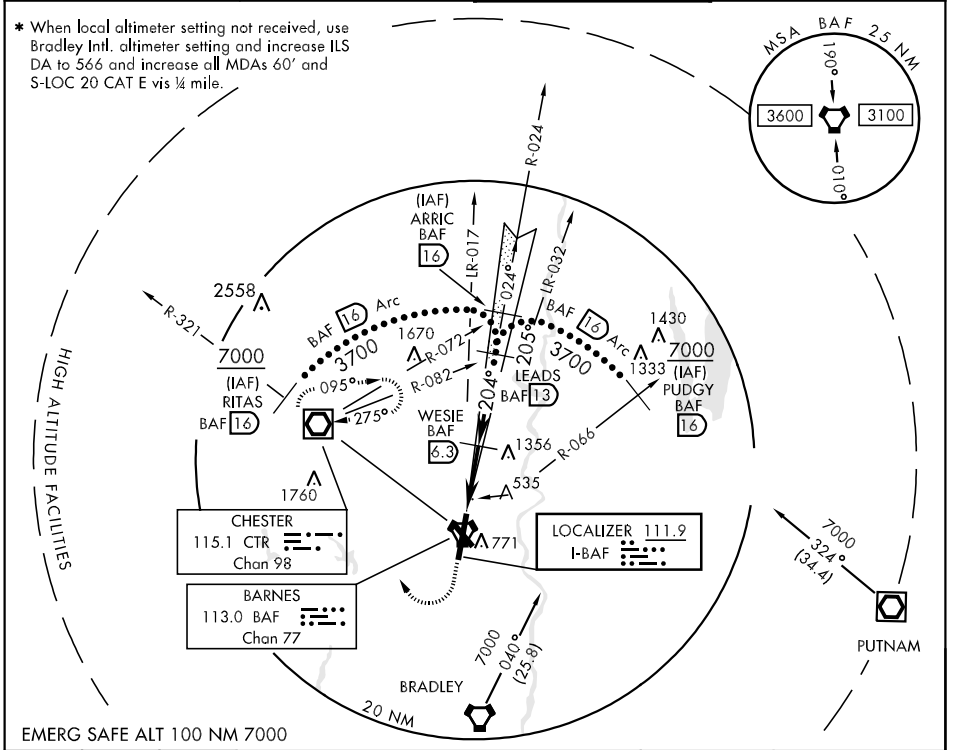 * When local altimeter setting not received, use
Bradley Intl. altimeter setting and increase ILS
DA to 566 and increase all MDAs 60' and
S-LOC 20 CAT E vis ¼ mile.
MSA BAF 25 NM
190°
3600
3100
010°
HIGH ALTITUDE FACILITIES
R-024
(IAF)
ARRIC
BAF
16
LR-017
024°
LR-032
2558
R-321
BAF 16 Arc
3700
1670
R-072
R-082
205°
204°
BAF 16 Arc
3700
1430
1333
7000
(IAF)
RITAS
BAF 16
095°
275°
LEADS
BAF 13
7000
(IAF)
PUDGY
BAF
16
WESIE
BAF
6.3
1356
R-066
535
1760
771
CHESTER
115.1 CTR
Chan 98
LOCALIZER 111.9
I-BAF
BARNES
113.0 BAF
Chan 77
7000
324°
(34.4)
PUTNAM
7000
040°
(25.8)
BRADLEY
20 NM
EMERG SAFE ALT 100 NM 7000